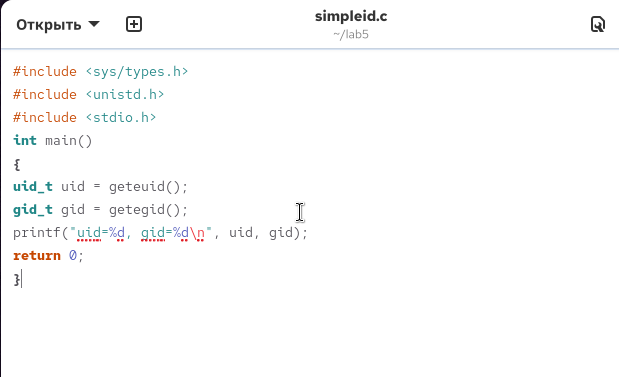 Открыть
simpleid.c
~/lab5
#include <sys/types.h>
#include <unistd.h>
#include <stdio.h>
int main()
{
uid_t uid = geteuid();
gid_t gid = getegid();
printf("uid=%d, gid=%d\n", uid, gid);
return 0;
}